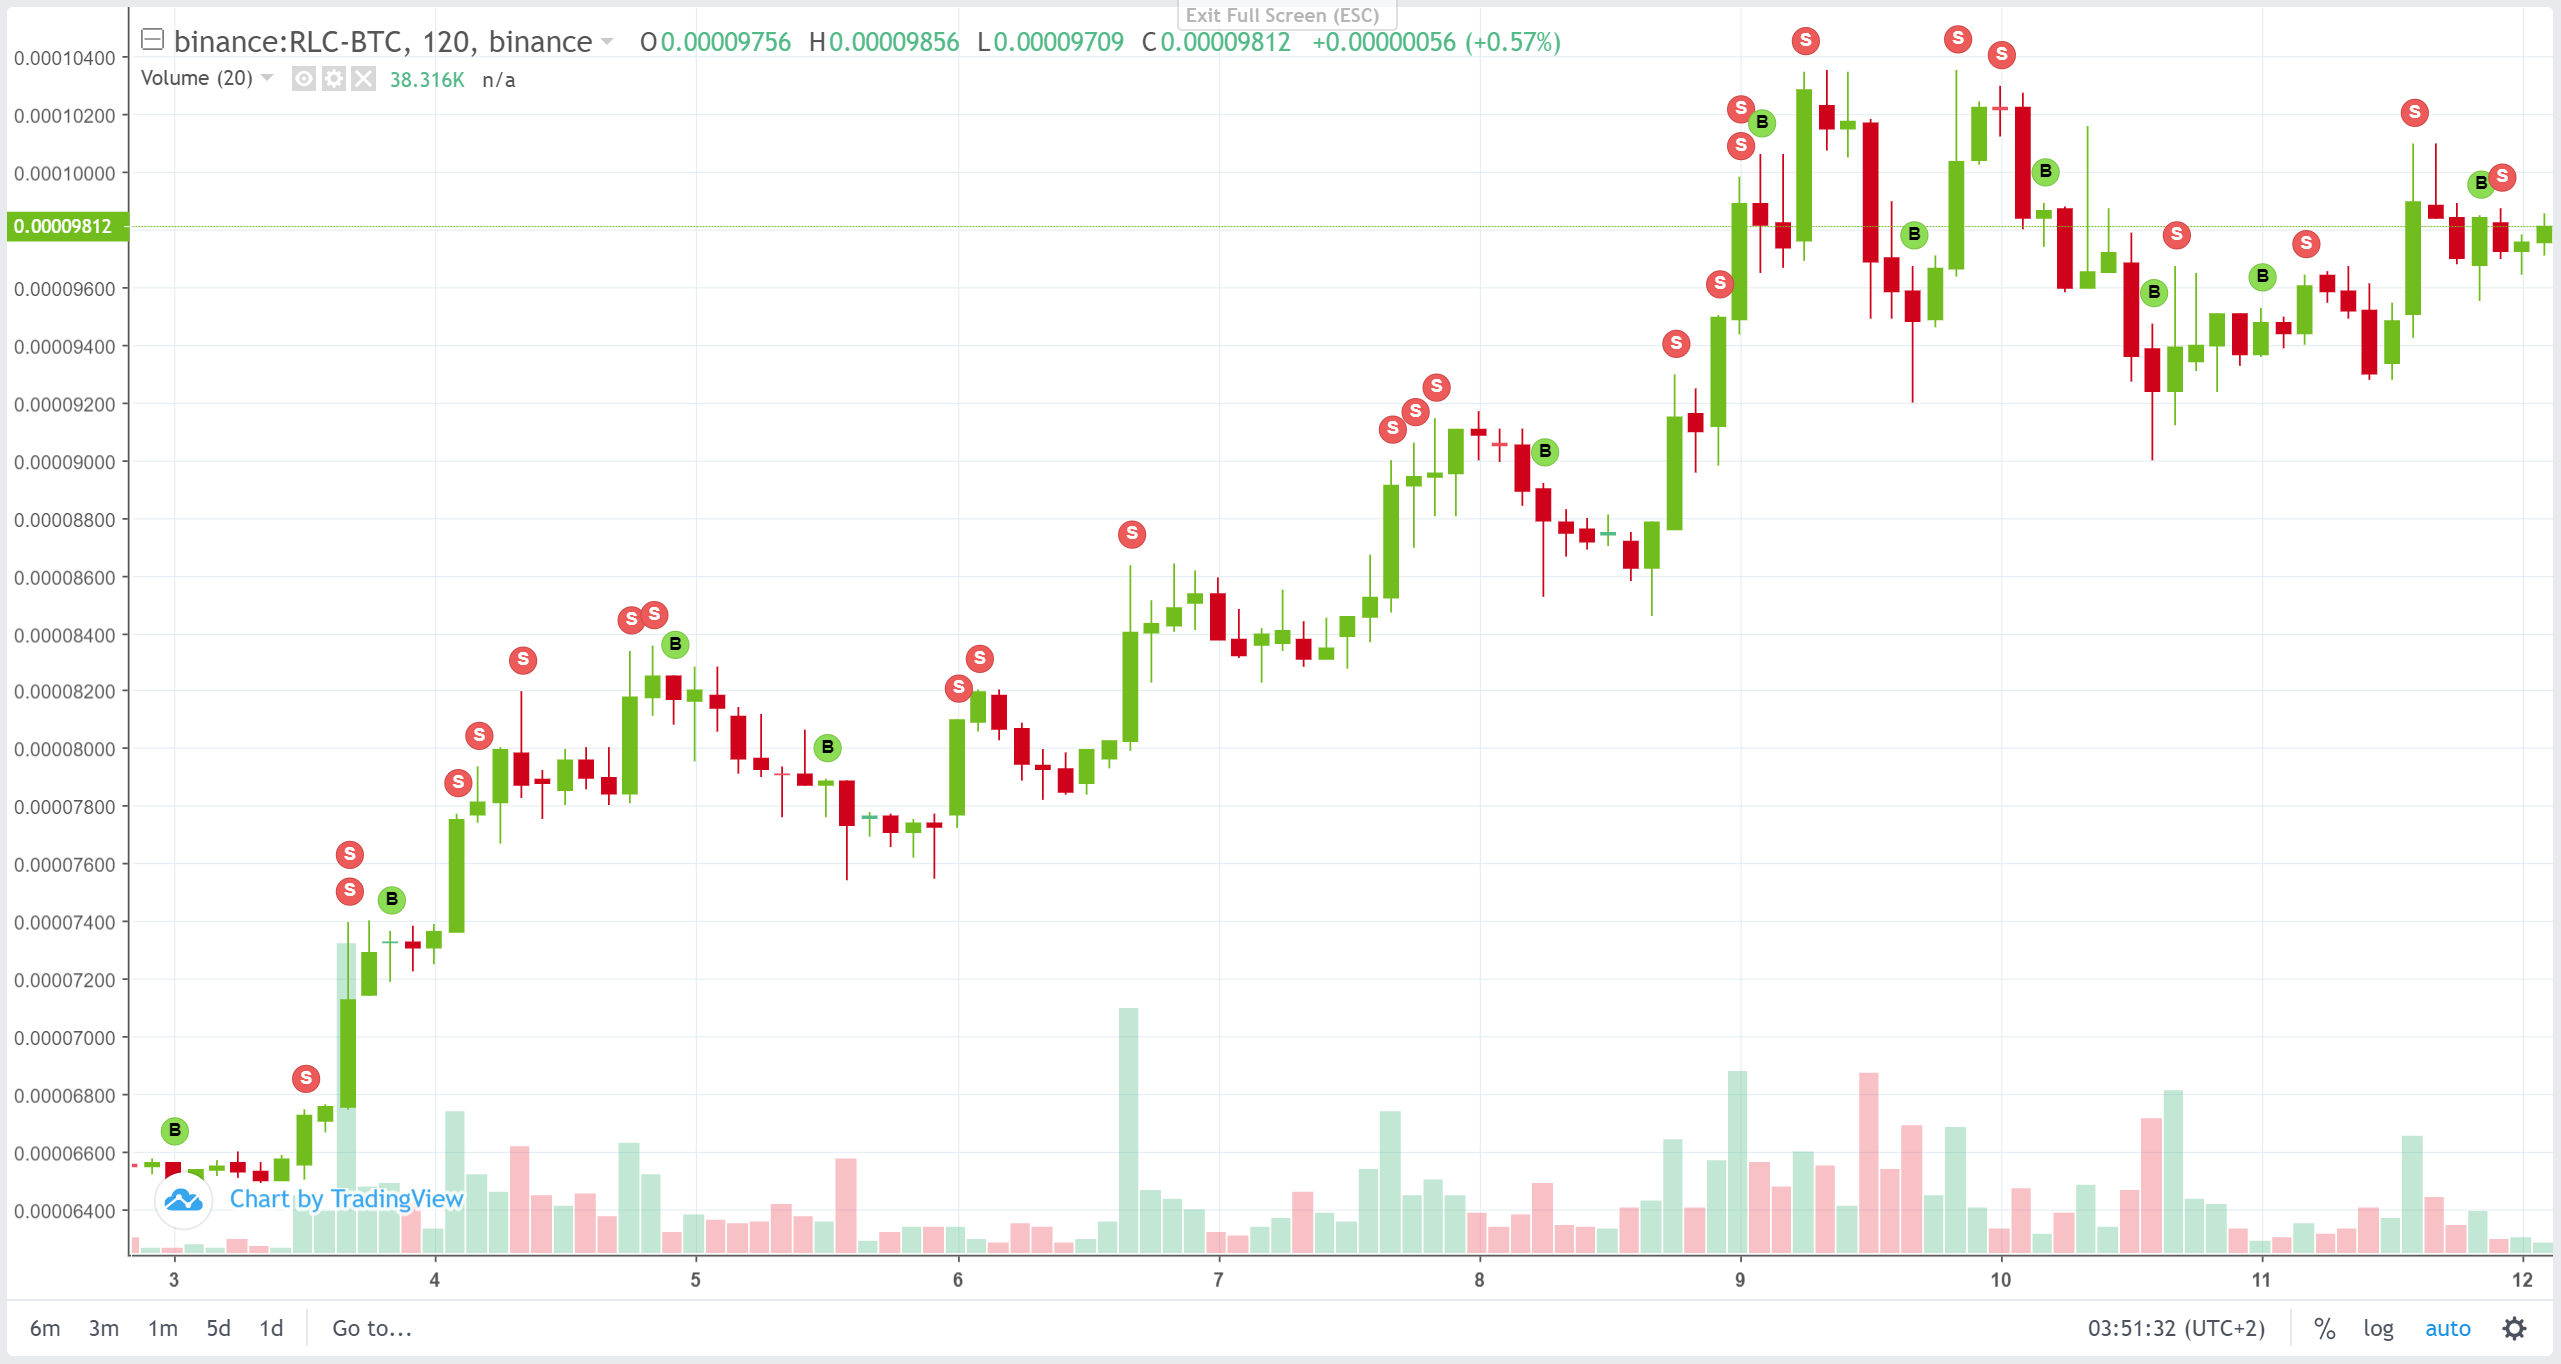 Exit Full Screen (ESC)
binance:RLC-BTC, 120, binance O0.00009756 H0.00009856 L0.00009709 C0.00009812 +0.00000056 (+0.57%)
Volume (20) 38.316K n/a
0.00010400
0.00010200
0.00010000
0.00009812
0.00009600
0.00009400
0.00009200
0.00009000
0.00008800
0.00008600
0.00008400
0.00008200
0.00008000
0.00007800
0.00007600
0.00007400
0.00007200
0.00007000
0.00006800
0.00006600
0.00006400
B
S
S
S
B
S
S
S
S
S
B
B
S
S
S
S
S
S
B
S
S
S
S
B
S
B
S
S
B
B
S
B
S
S
B
S
Chart by TradingView
3 4 5 6 7 8 9 10 11 12
6m 3m 1m 5d 1d Go to... 03:51:32 (UTC+2) % log auto